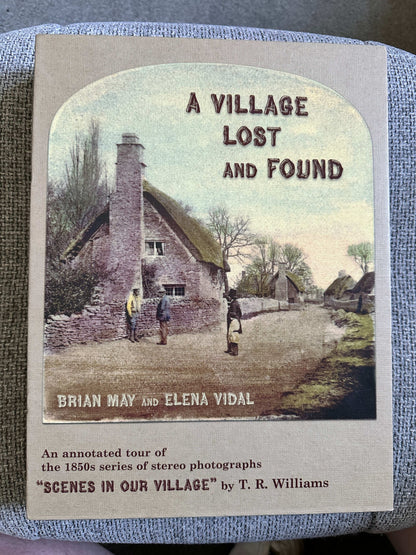 A VILLAGE
LOST
AND FOUND
BRIAN MAY AND ELENA VIDAL
An annotated tour of
the 1850s series of stereo photographs
"SCENES IN OUR VILLAGE" by T. R. Williams